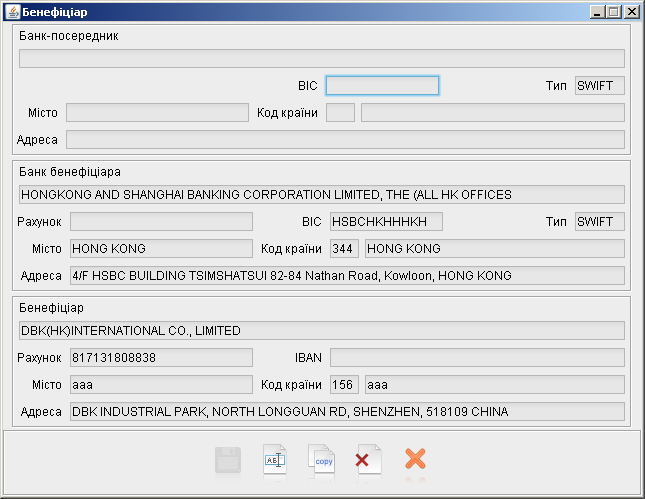 Бенефіціар
Банк-посередник
BIC Тип SWIFT
Місто Код країни
Адреса
Банк бенефіціара
HONGKONG AND SHANGHAI BANKING CORPORATION LIMITED, THE (ALL HK OFFICES
Рахунок BIC HSBCHKHHHKH Тип SWIFT
Місто HONG KONG Код країни 344 HONG KONG
Адреса 4/F HSBC BUILDING TSIMSHATSUI 82-84 Nathan Road, Kowloon, HONG KONG
Бенефіціар
DBK(HK)INTERNATIONAL CO., LIMITED
Рахунок 817131808838 IBAN
Місто aaa Код країни 156 aaa
Адреса DBK INDUSTRIAL PARK, NORTH LONGGUAN RD, SHENZHEN, 518109 CHINA
АБ copy